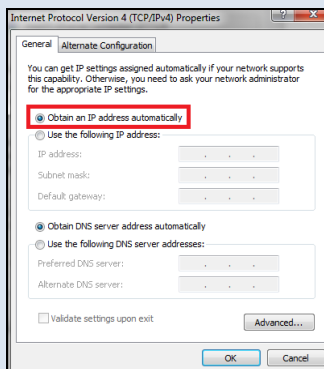 Internet Protocol Version 4 (TCP/IPv4) Properties
General
Alternate Configuration
You can get IP settings assigned automatically if your network supports
this capability. Otherwise, you need to ask your network administrator
for the appropriate IP settings.
Obtain an IP address automatically
Use the following IP address:
IP address:
Subnet mask:
Default gateway:
Obtain DNS server address automatically
Use the following DNS server addresses:
Preferred DNS server:
Alternate DNS server:
Validate settings upon exit
Advanced...
OK
Cancel